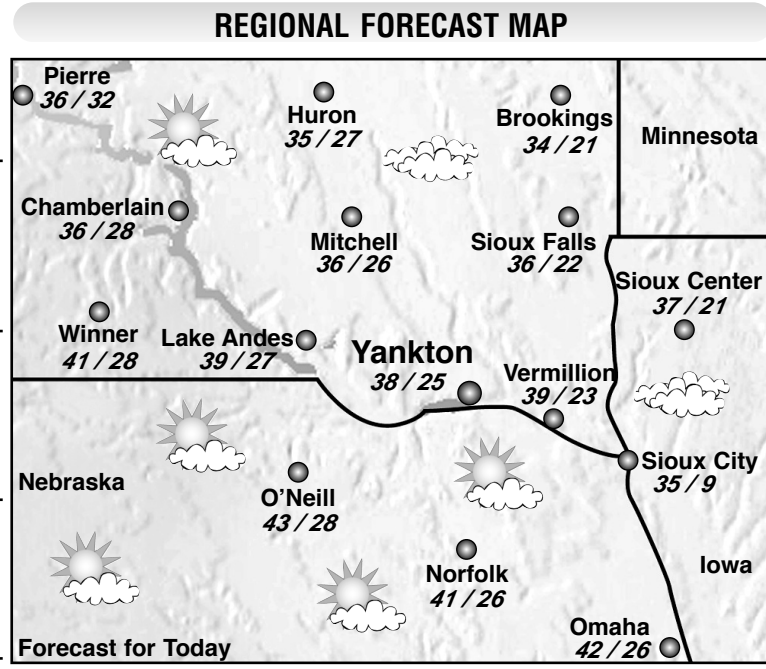 REGIONAL FORECAST MAP
Pierre
36 / 32
Huron
35 / 27
Brookings
34 / 21
Minnesota
Chamberlain
36 / 28
Mitchell
36 / 26
Sioux Falls
36 / 22
Sioux Center
37 / 21
Winner
41 / 28
Lake Andes
39 / 27
Yankton
38 / 25
Vermillion
39 / 23
Nebraska
O'Neill
43 / 28
Sioux City
35 / 9
Norfolk
41 / 26
Iowa
Omaha
42 / 26
Forecast for Today